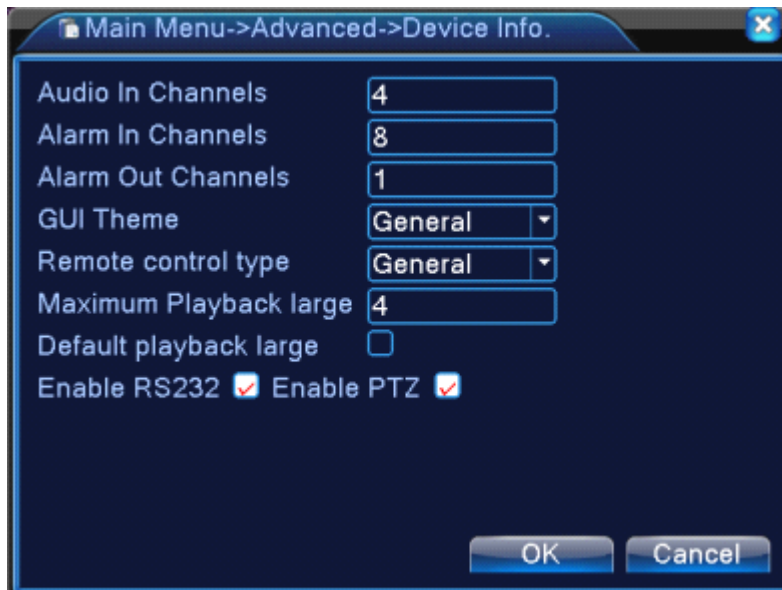 Main Menu->Advanced->Device Info.
Audio In Channels 4
Alarm In Channels 8
Alarm Out Channels 1
GUI Theme General
Remote control type General
Maximum Playback large 4
Default playback large
Enable RS232 Enable PTZ
OK Cancel